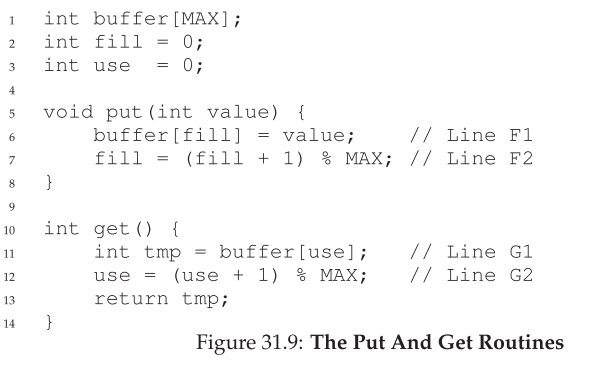 1 int buffer[MAX];
2 int fill = 0;
3 int use  = 0;
4
5 void put(int value) {
6     buffer[fill] = value;    // Line F1
7     fill = (fill + 1) % MAX; // Line F2
8 }
9
10 int get() {
11     int tmp = buffer[use];   // Line G1
12     use = (use + 1) % MAX;   // Line G2
13     return tmp;
14 }
Figure 31.9: The Put And Get Routines